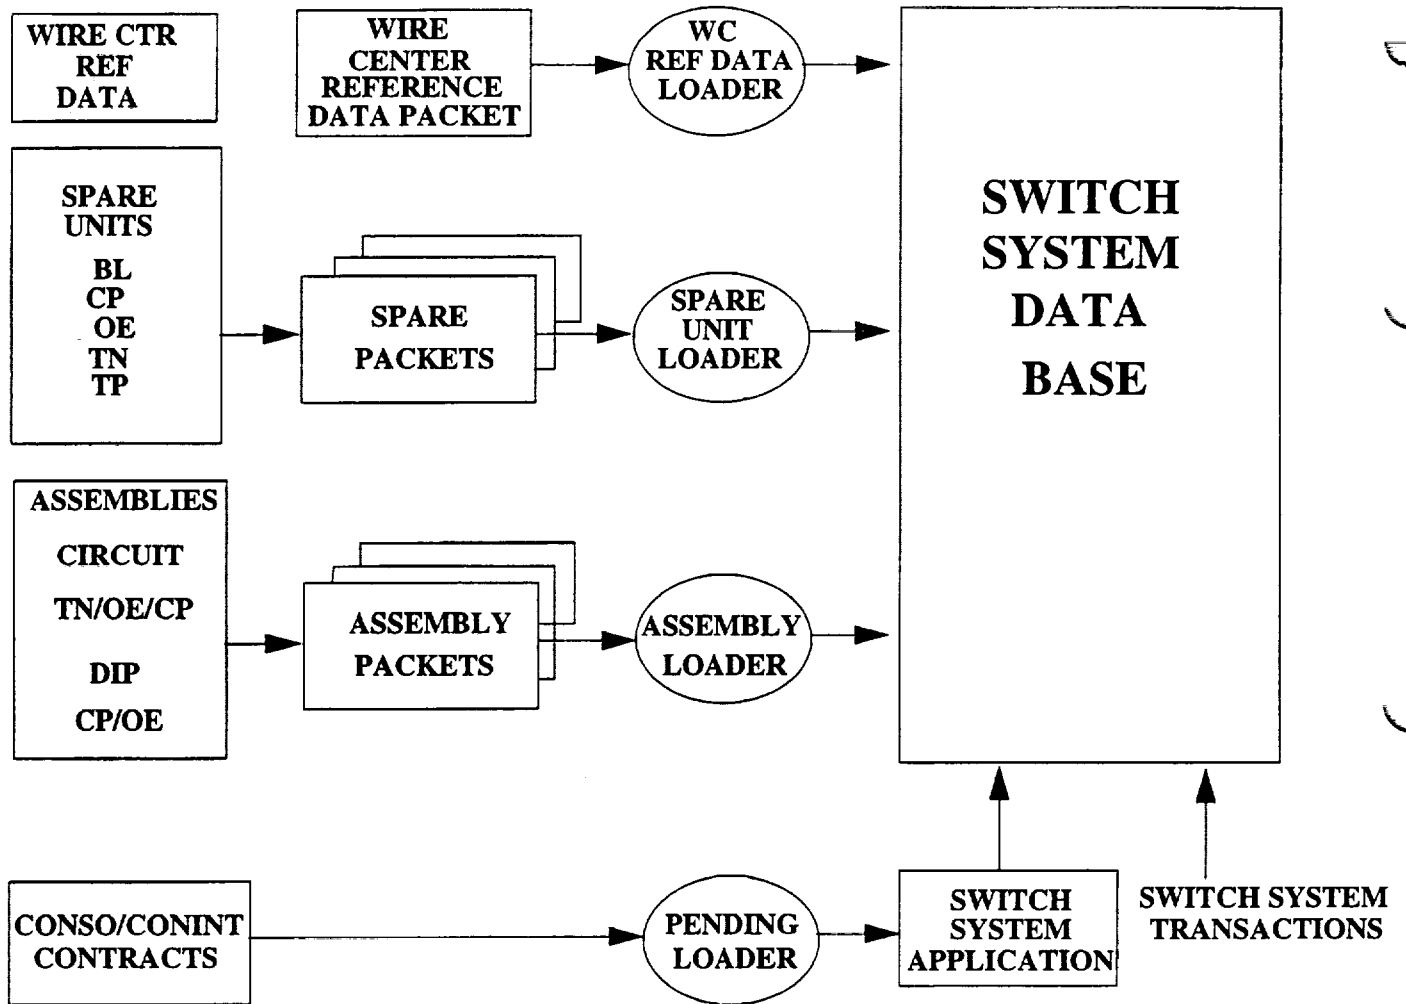 WIRE CTR
REF
DATA
WIRE
CENTER
REFERENCE
DATA PACKET
WC
REF DATA
LOADER
SPARE
UNITS
BL
CP
OE
TN
TP
SPARE
PACKETS
SPARE
UNIT
LOADER
SWITCH
SYSTEM
DATA
BASE
ASSEMBLIES
CIRCUIT
TN/OE/CP
DIP
CP/OE
ASSEMBLY
PACKETS
ASSEMBLY
LOADER
CONSO/CONINT
CONTRACTS
PENDING
LOADER
SWITCH
SYSTEM
APPLICATION
SWITCH SYSTEM
TRANSACTIONS